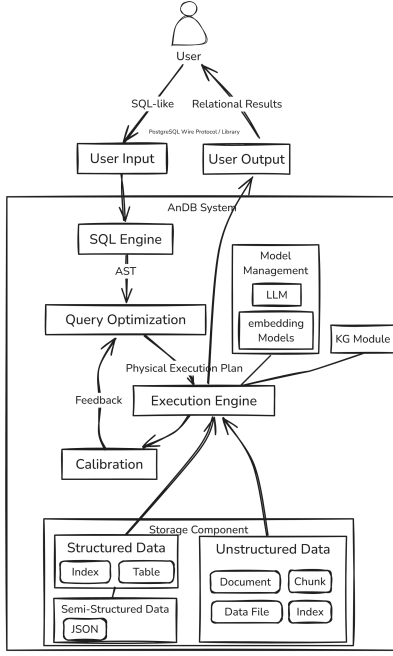 User
SQL-like
Relational Results
PostgreSQL Wire Protocol / Library
User Input
User Output
AnDB System
SQL Engine
AST
Model
Management
LLM
embedding
Models
Query Optimization
KG Module
Physical Execution Plan
Feedback
Execution Engine
Calibration
Storage Component
Structured Data
Index
Table
Semi-Structured Data
JSON
Unstructured Data
Document
Chunk
Data File
Index